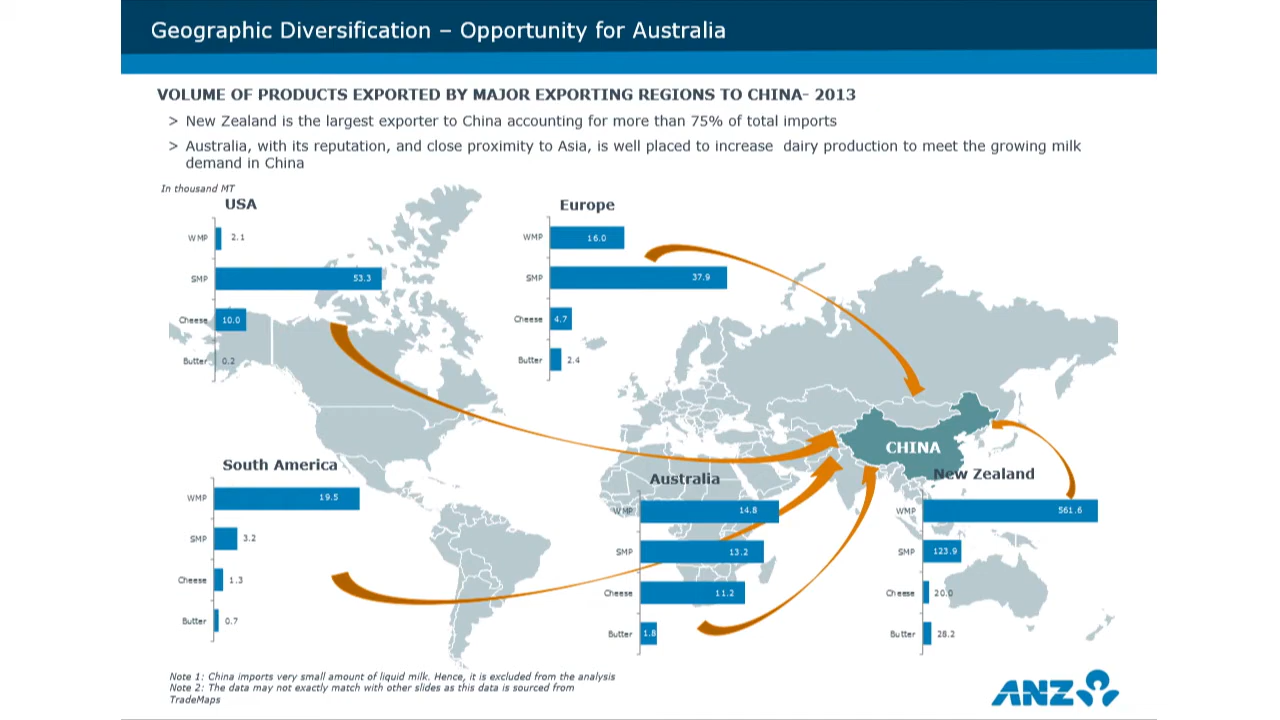 Geographic Diversification – Opportunity for Australia
VOLUME OF PRODUCTS EXPORTED BY MAJOR EXPORTING REGIONS TO CHINA- 2013
> New Zealand is the largest exporter to China accounting for more than 75% of total imports
> Australia, with its reputation, and close proximity to Asia, is well placed to increase dairy production to meet the growing milk
demand in China
In thousand MT
USA
WMP 2.1
SMP 53.3
Cheese 10.0
Butter 0.2
Europe
WMP 16.0
SMP 37.9
Cheese 4.7
Butter 2.4
CHINA
South America
WMP 19.5
SMP 3.2
Cheese 1.3
Butter 0.7
Australia
WMP 14.8
SMP 13.2
Cheese 11.2
Butter 1.8
New Zealand
WMP 561.6
SMP 123.9
Cheese 20.0
Butter 28.2
Note 1: China imports very small amount of liquid milk. Hence, it is excluded from the analysis
Note 2: The data may not exactly match with other slides as this data is sourced from
TradeMaps
ANZ